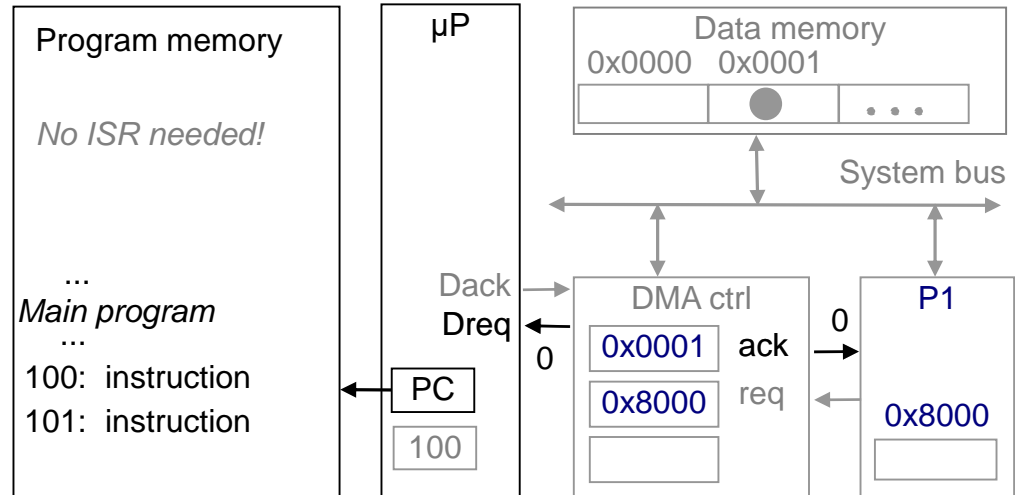 Program memory
No ISR needed!
...
Main program
...
100: instruction
101: instruction
µP
Dack
Dreq
0
PC
100
Data memory
0x0000 0x0001
...
System bus
DMA ctrl
0x0001
ack
0x8000
req
0
P1
0x8000